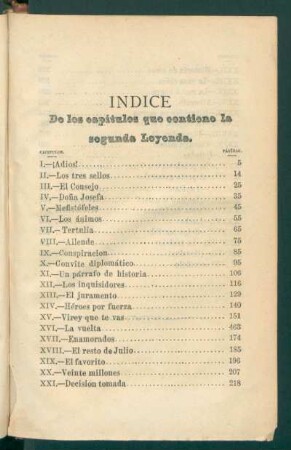 INDICE
De los capitulos que contiene la
segunda Leyenda.
CAPITULOS. PÁGINAS.
I.—¡Adios!........ 5
II.—Los tres sellos........ 14
III.—El Consejo........ 25
IV.—Doña Josefa........ 35
V.—Mefistófeles........ 45
VI.—Los ánimos........ 55
VII.—Tertulia........ 65
VIII.—Allende........ 75
IX.—Conspiracion........ 85
X.—Convite diplomático........ 95
XI.—Un párrafo de historia........ 106
XII.—Los inquisidores........ 116
XIII.—El juramento........ 129
XIV.—Héroes por fuerza........ 140
XV.—Virey que te vas........ 151
XVI.—La vuelta........ 463
XVII.—Enamorados........ 174
XVIII.—El resto de Julio........ 185
XIX.—El favorito........ 196
XX.—Veinte millones........ 207
XXI.—Decision tomada........ 218